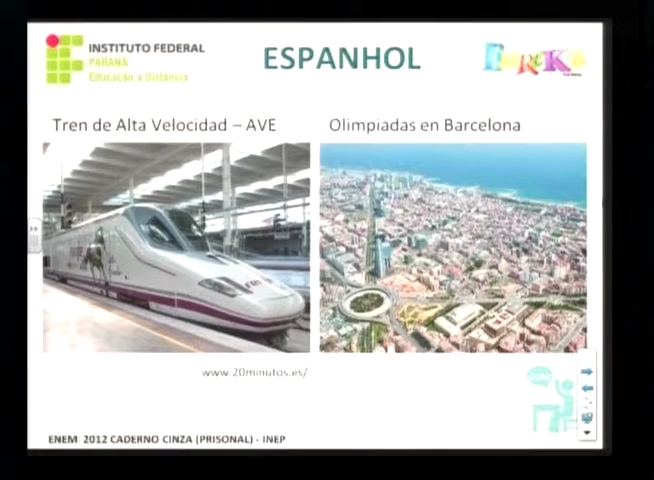 INSTITUTO FEDERAL
PARANÁ
Educação a Distância
ESPANHOL
EUREKA
Tren de Alta Velocidad – AVE
Olimpiadas en Barcelona
www.20minutos.es/
ENEM 2012 CADERNO CINZA (PRISONAL) - INEP